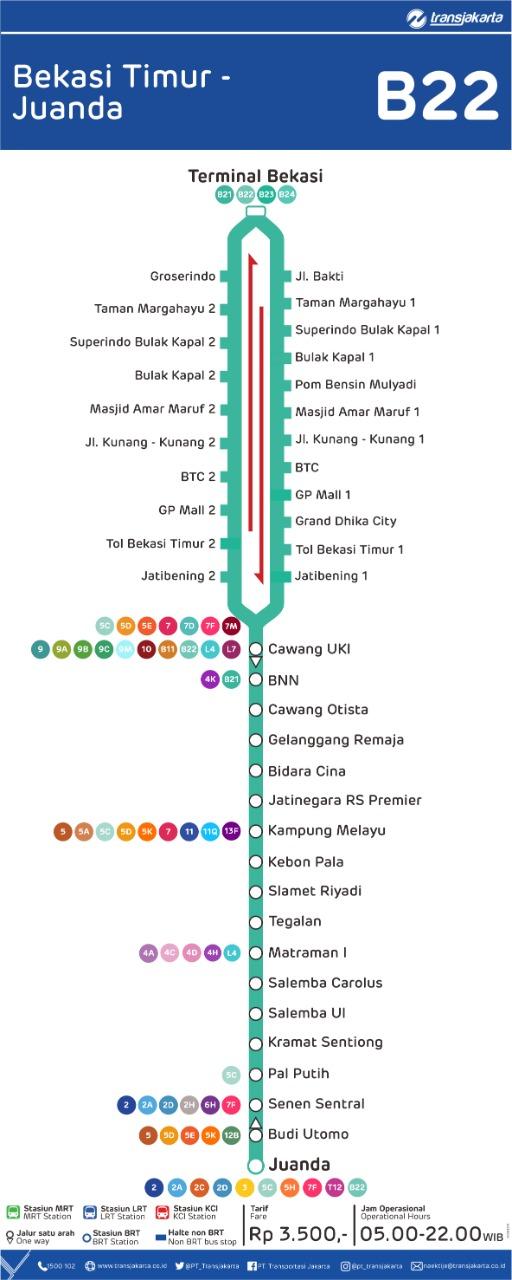 transjakarta
Bekasi Timur -
Juanda
B22
Terminal Bekasi
B21 B22 B23 B24
Groserindo
Taman Margahayu 2
Superindo Bulak Kapal 2
Bulak Kapal 2
Masjid Amar Maruf 2
Jl. Kunang - Kunang 2
BTC 2
GP Mall 2
Tol Bekasi Timur 2
Jatibening 2
Jl. Bakti
Taman Margahayu 1
Superindo Bulak Kapal 1
Bulak Kapal 1
Pom Bensin Mulyadi
Masjid Amar Maruf 1
Jl. Kunang - Kunang 1
BTC
GP Mall 1
Grand Dhika City
Tol Bekasi Timur 1
Jatibening 1
5C 5D 5E 7 7D 7F 7M
9 9A 9B 9C 9M 10 B11 B22 L4 L7 Cawang UKI
4K B21 BNN
Cawang Otista
Gelanggang Remaja
Bidara Cina
Jatinegara RS Premier
5 5A 5C 5D 5K 7 11 11Q 13F Kampung Melayu
Kebon Pala
Slamet Riyadi
Tegalan
4A 4C 4D 4H L4 Matraman I
Salemba Carolus
Salemba UI
Kramat Sentiong
5C Pal Putih
2 2A 2D 2H 6H 7F Senen Sentral
5 5D 5E 5K 12B Budi Utomo
Juanda
2 2A 2C 2D 3 5C 5H 7F T12 B22
Stasiun MRT
MRT Station
Stasiun LRT
LRT Station
Stasiun KCI
KCI Station
Jalur satu arah
One way
Stasiun BRT
BRT Station
Halte non BRT
Non BRT bus stop
Tarif
Fare
Rp 3.500,-
Jam Operasional
Operational Hours
05.00-22.00 WIB
1500 102 www.transjakarta.co.id @PT_Transjakarta PT Transportasi Jakarta @pt_transjakarta naektije@transjakarta.co.id